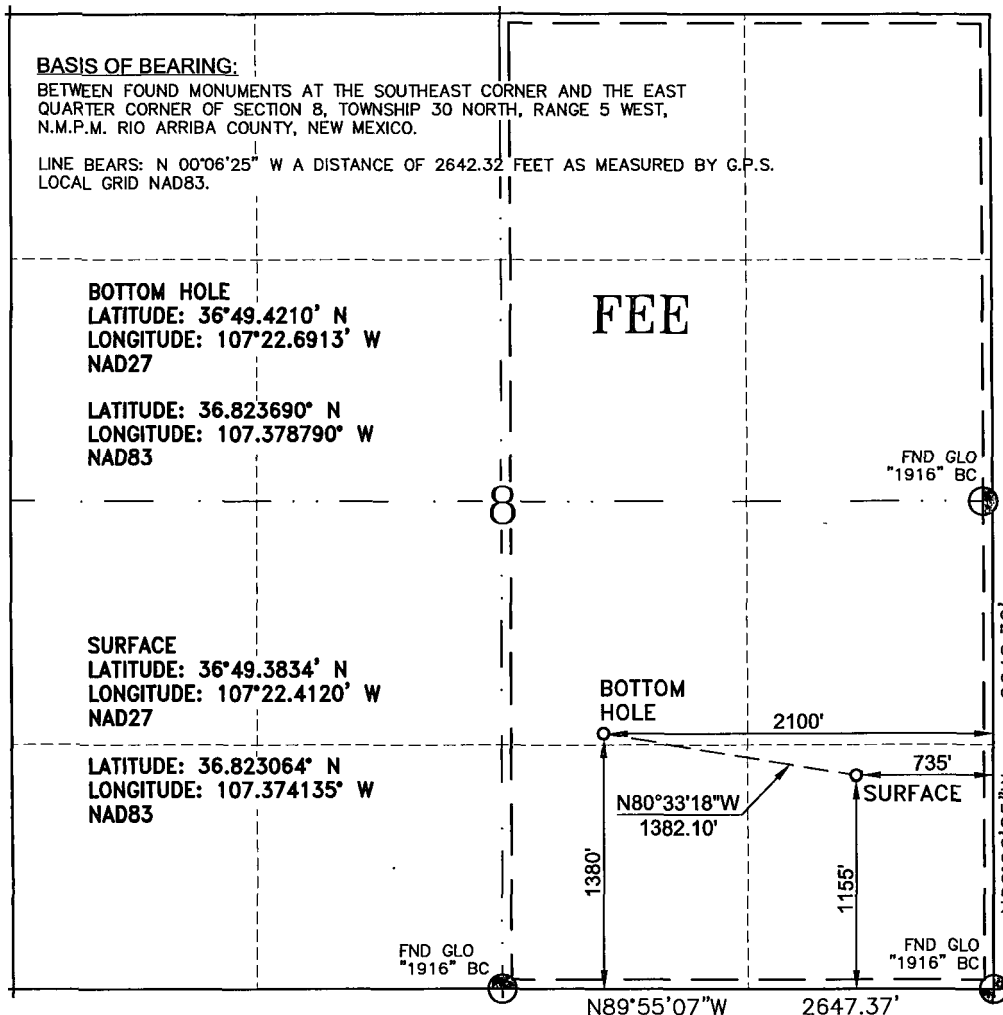 BASIS OF BEARING:
BETWEEN FOUND MONUMENTS AT THE SOUTHEAST CORNER AND THE EAST
QUARTER CORNER OF SECTION 8, TOWNSHIP 30 NORTH, RANGE 5 WEST,
N.M.P.M. RIO ARRIBA COUNTY, NEW MEXICO.
LINE BEARS: N 00°06'25" W A DISTANCE OF 2642.32 FEET AS MEASURED BY G.P.S.
LOCAL GRID NAD83.
BOTTOM HOLE
LATITUDE: 36°49.4210' N
LONGITUDE: 107°22.6913' W
NAD27
LATITUDE: 36.823690° N
LONGITUDE: 107.378790° W
NAD83
FEE
FND GLO
"1916" BC
8
SURFACE
LATITUDE: 36°49.3834' N
LONGITUDE: 107°22.4120' W
NAD27
LATITUDE: 36.823064° N
LONGITUDE: 107.374135° W
NAD83
BOTTOM
HOLE
2100'
735'
SURFACE
N80°33'18"W
1382.10'
1380'
1155'
FND GLO
"1916" BC
FND GLO
"1916" BC
N89°55'07"W 2647.37'